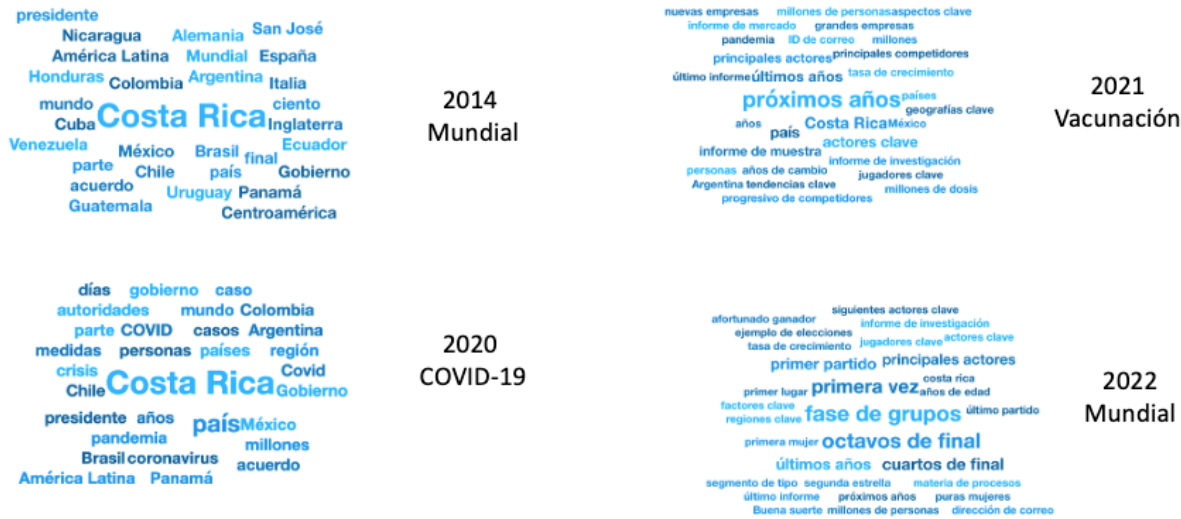 presidente
Nicaragua Alemania San José
América Latina Mundial España
Honduras Colombia Argentina Italia
mundo Costa Rica ciento
Cuba Inglaterra
Venezuela México Brasil final Ecuador
parte Chile país Gobierno
acuerdo Uruguay Panamá
Guatemala Centroamérica
2014
Mundial
nuevas empresas millones de personas aspectos clave
informe de mercado grandes empresas
pandemia ID de correo millones
principales actores principales competidores
último informe últimos años tasa de crecimiento
próximos años países
geografías clave
años país Costa Rica México
informe de muestra actores clave
informe de investigación
personas años de cambio jugadores clave
Argentina tendencias clave millones de dosis
progresivo de competidores
2021
Vacunación
días gobierno caso
autoridades mundo Colombia
parte COVID casos Argentina
medidas personas países región
crisis Covid
Chile Costa Rica Gobierno
presidente años país México
pandemia millones
Brasil coronavirus acuerdo
América Latina Panamá
2020
COVID-19
siguientes actores clave
afortunado ganador informe de investigación
ejemplo de elecciones
tasa de crecimiento jugadores clave actores clave
primer partido principales actores
primer lugar primera vez costa rica
años de edad
factores clave fase de grupos último partido
regiones clave
primera mujer octavos de final
últimos años cuartos de final
segmento de tipo segunda estrella materia de procesos
último informe próximos años puras mujeres
Buena suerte millones de personas dirección de correo
2022
Mundial